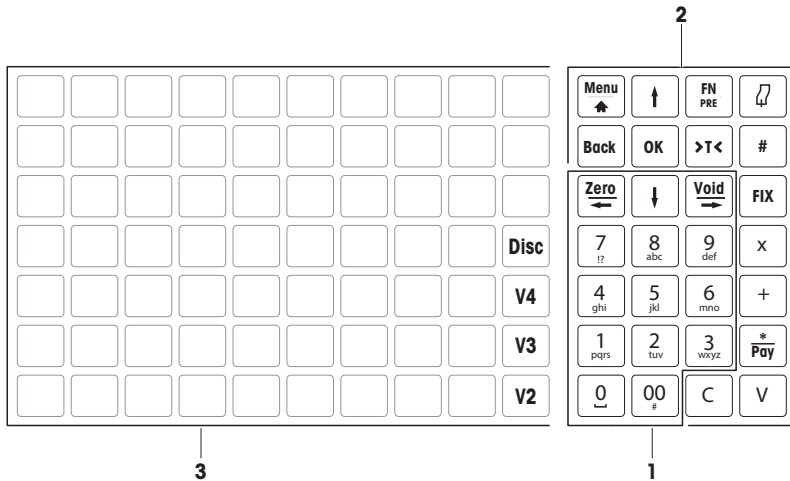 2
Menu FN PRE
Back OK >T< #
Zero Void FIX
Disc 7 !? 8 abc 9 def x
V4 4 ghi 5 jkl 6 mno +
V3 1 pqrs 2 tuv 3 wxyz * Pay
V2 0 00 # C V
3 1